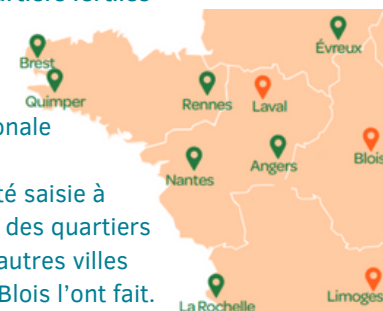 Évreux
Brest
Quimper
Rennes
Laval
onale
Blois
Angers
Nantes
té saisie à
des quartiers
autres villes
Blois l'ont fait.
La Rochelle
Limoges